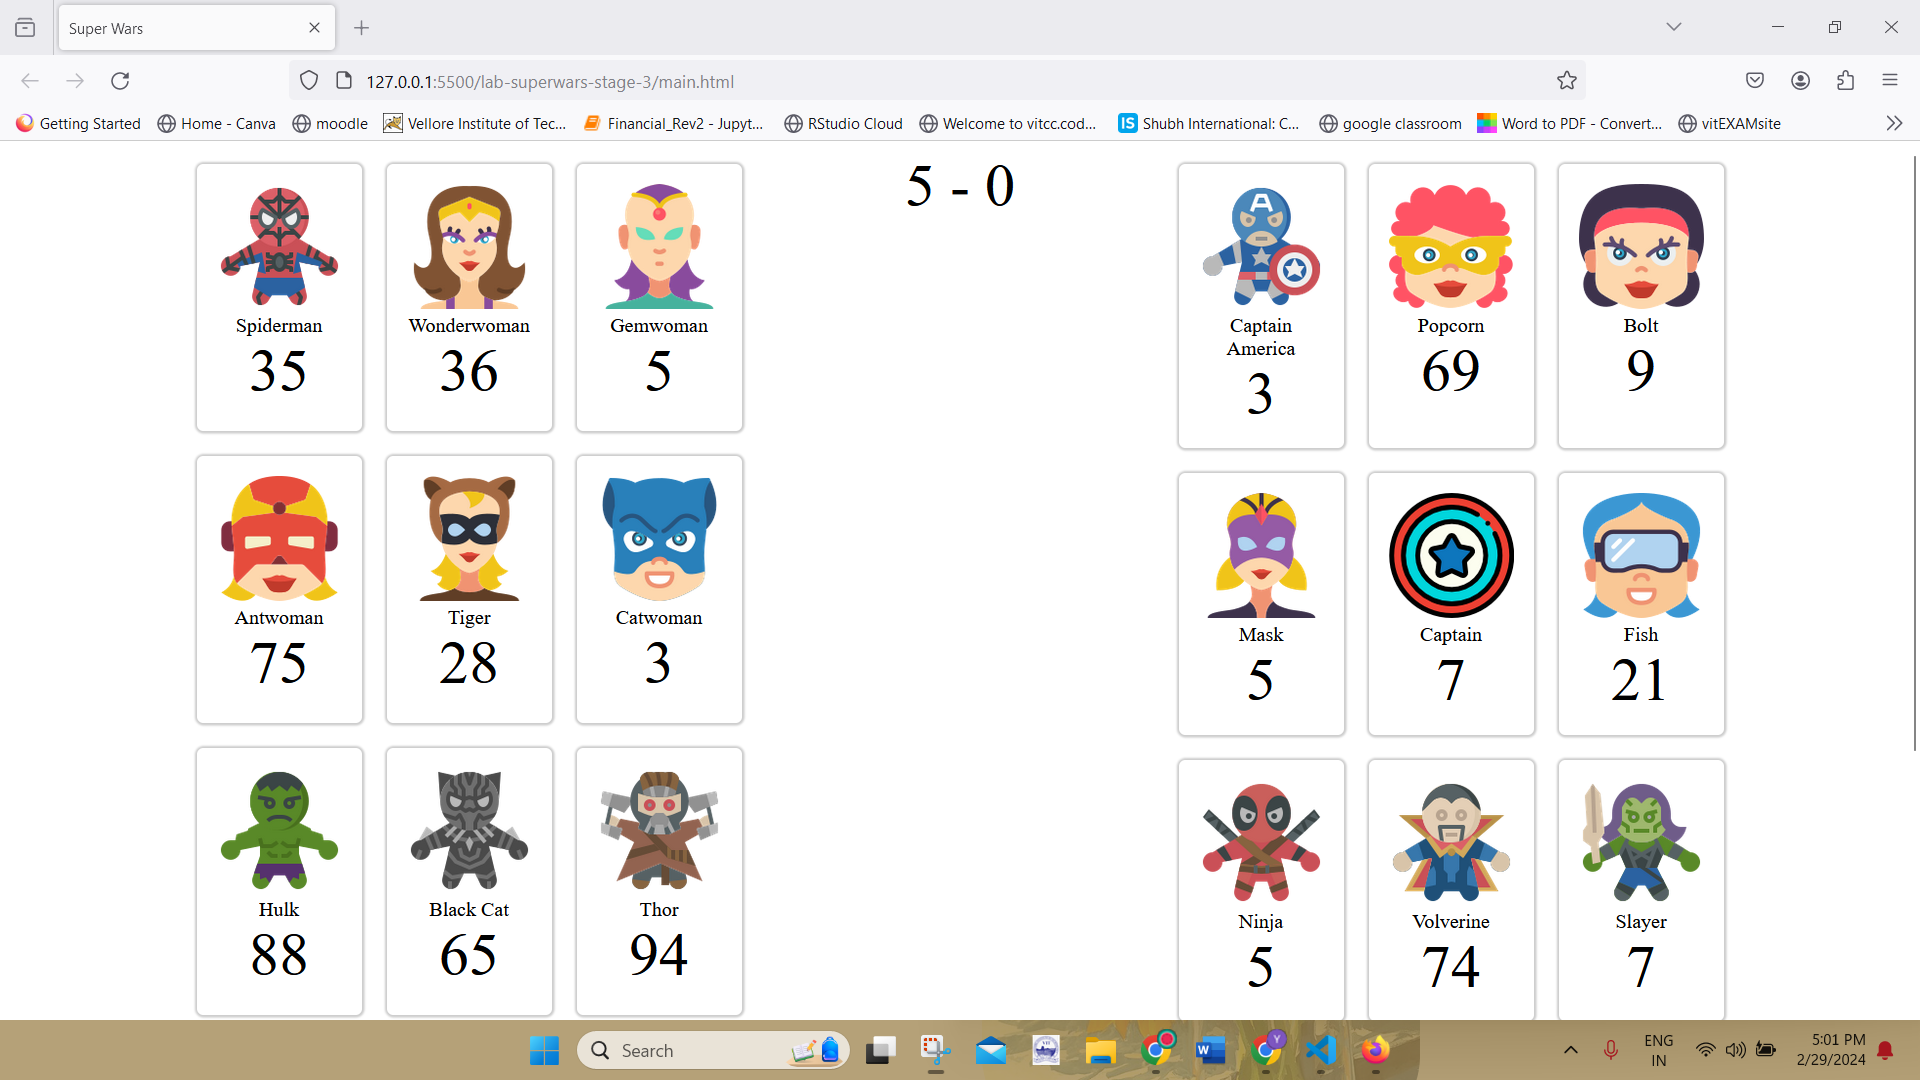 Super Wars
127.0.0.1:5500/lab-superwars-stage-3/main.html
Getting Started Home - Canva moodle Vellore Institute of Tec... Financial_Rev2 - Jupyt... RStudio Cloud Welcome to vitcc.cod... IS Shubh International: C... google classroom Word to PDF - Convert... vitEXAMsite
5 - 0
Spiderman Wonderwoman Gemwoman
35 36 5
Antwoman Tiger Catwoman
75 28 3
Hulk Black Cat Thor
88 65 94
Captain America Popcorn Bolt
3 69 9
Mask Captain Fish
5 7 21
Ninja Volverine Slayer
5 74 7
Search
ENG
IN
5:01 PM
2/29/2024